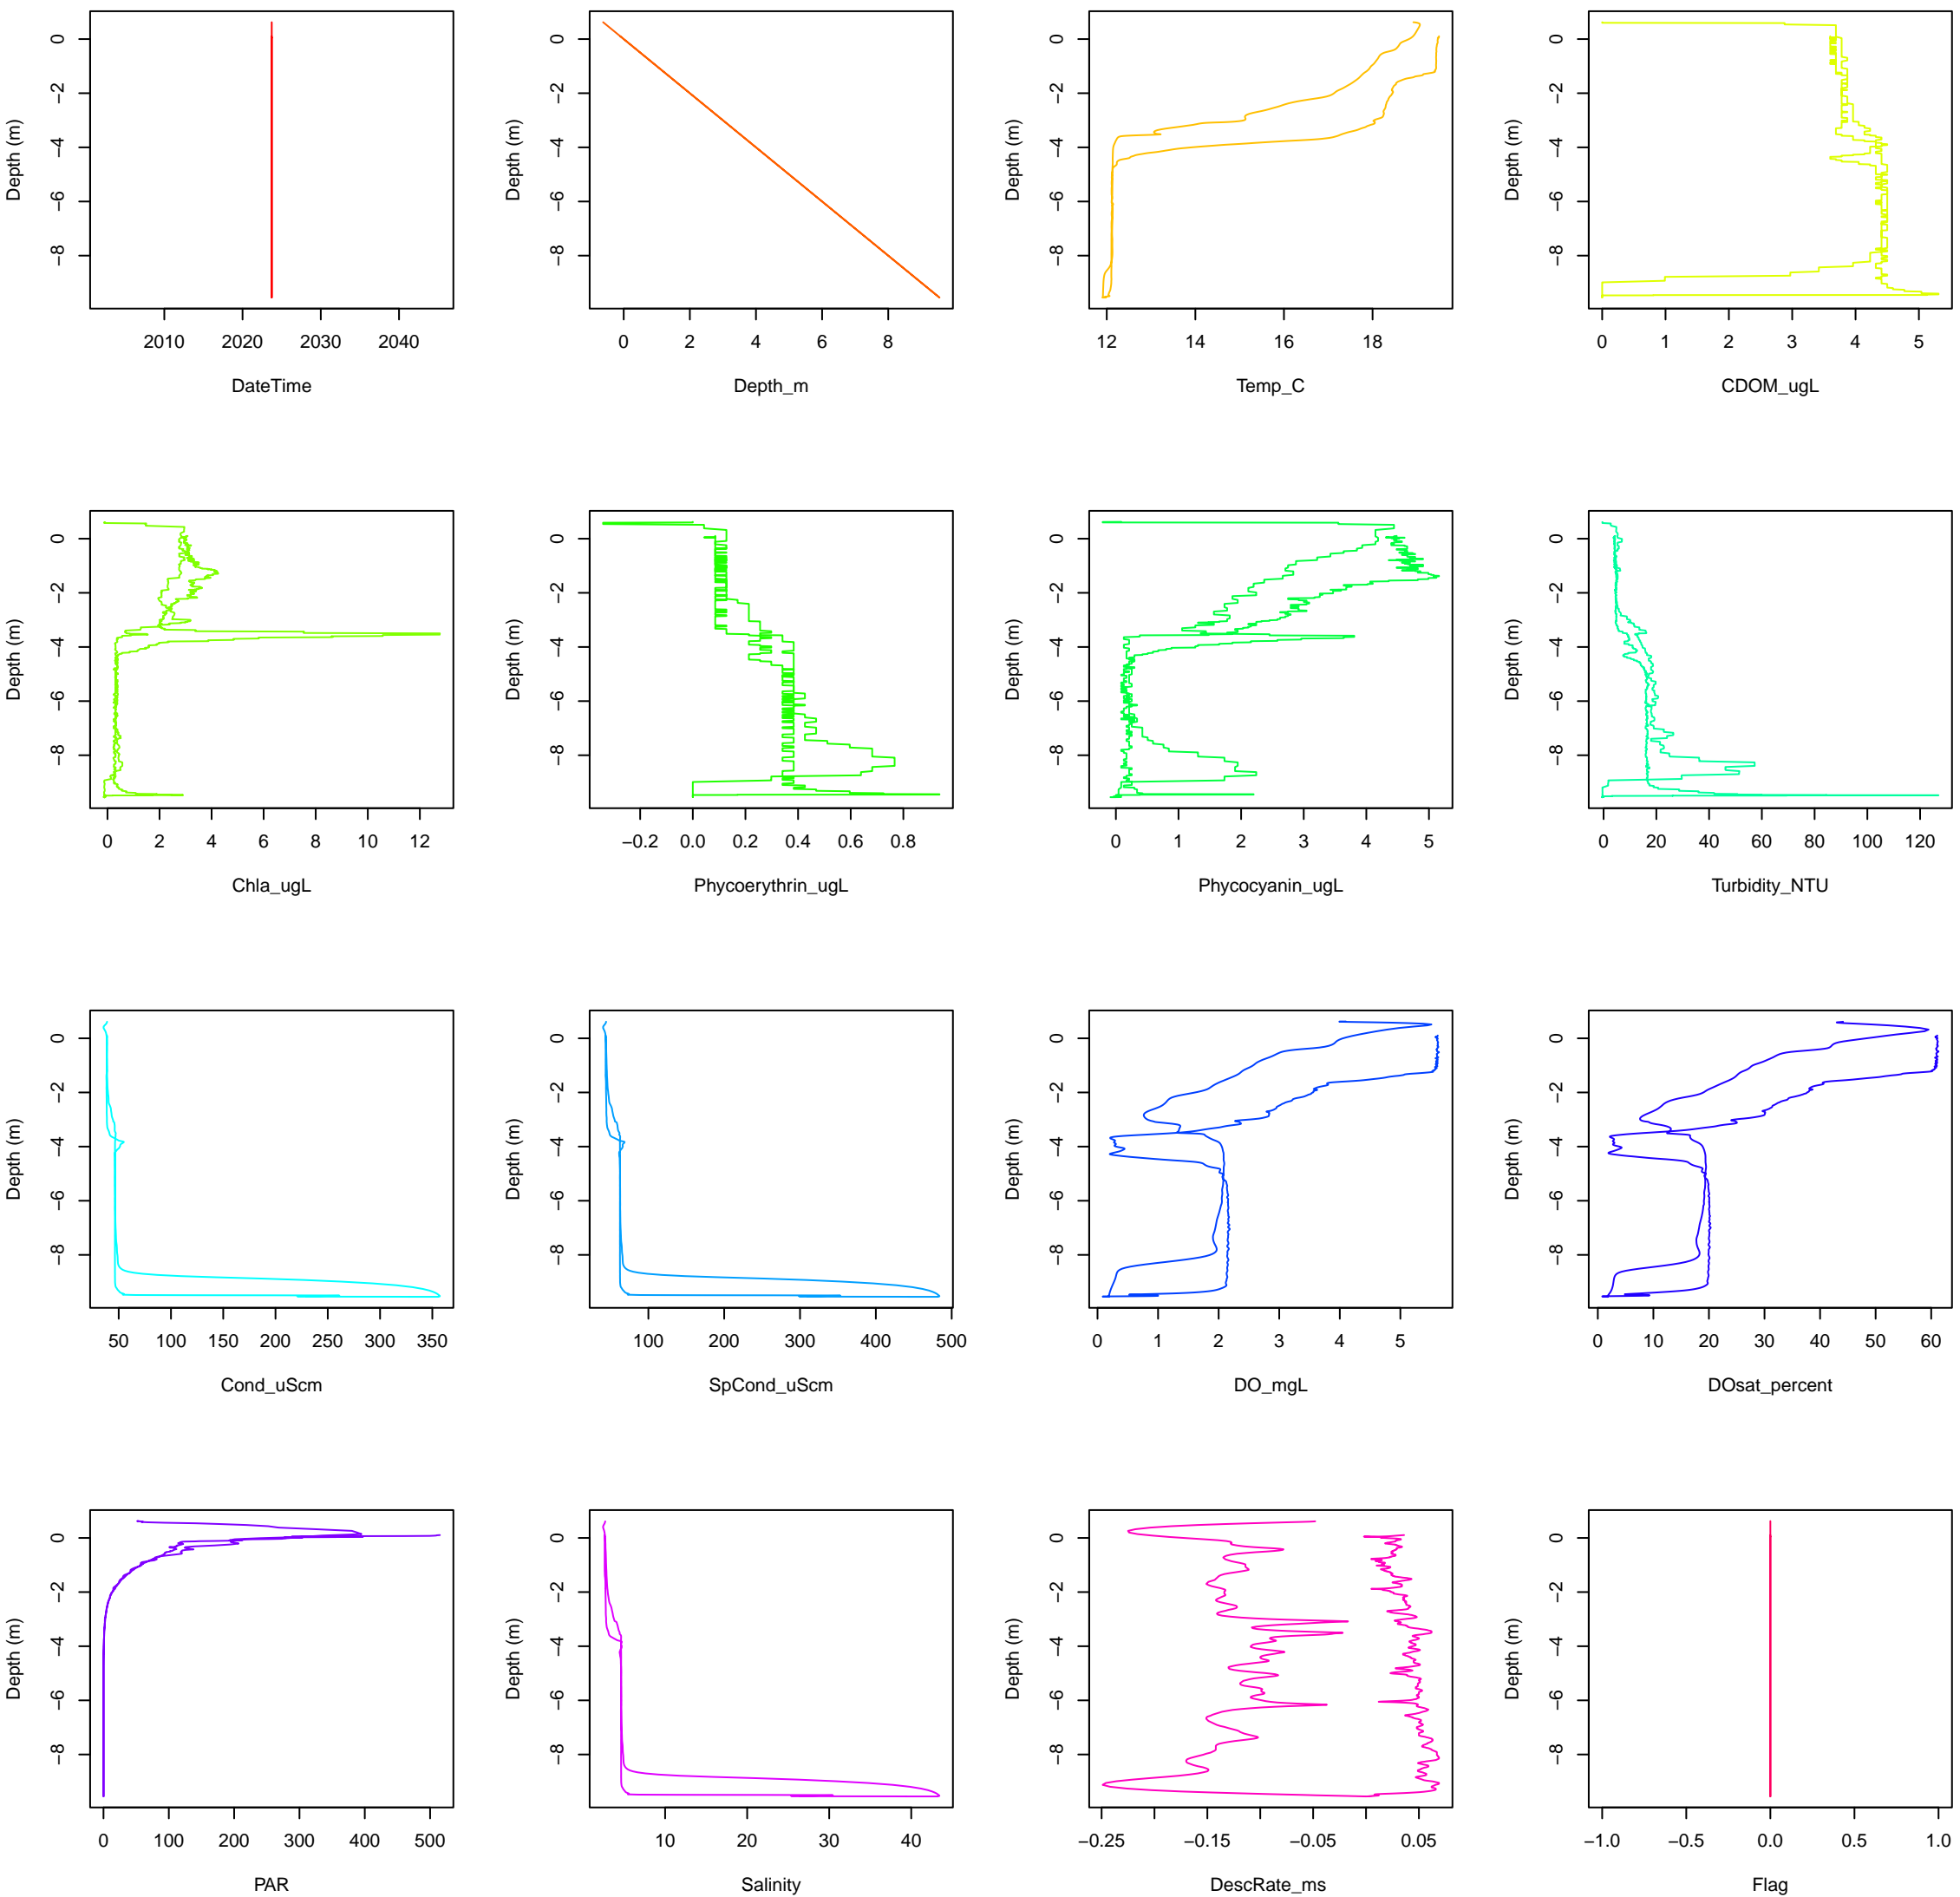 Depth (m)
0
−2
−4
−6
−8
2010 2020 2030 2040
DateTime
Depth (m)
0
−2
−4
−6
−8
0 2 4 6 8
Depth_m
Depth (m)
0
−2
−4
−6
−8
12 14 16 18
Temp_C
Depth (m)
0
−2
−4
−6
−8
0 1 2 3 4 5
CDOM_ugL
Depth (m)
0
−2
−4
−6
−8
0 2 4 6 8 10 12
Chla_ugL
Depth (m)
0
−2
−4
−6
−8
−0.2 0.0 0.2 0.4 0.6 0.8
Phycoerythrin_ugL
Depth (m)
0
−2
−4
−6
−8
0 1 2 3 4 5
Phycocyanin_ugL
Depth (m)
0
−2
−4
−6
−8
0 20 40 60 80 100 120
Turbidity_NTU
Depth (m)
0
−2
−4
−6
−8
50 100 150 200 250 300 350
Cond_uScm
Depth (m)
0
−2
−4
−6
−8
100 200 300 400 500
SpCond_uScm
Depth (m)
0
−2
−4
−6
−8
0 1 2 3 4 5
DO_mgL
Depth (m)
0
−2
−4
−6
−8
0 10 20 30 40 50 60
DOsat_percent
Depth (m)
0
−2
−4
−6
−8
0 100 200 300 400 500
PAR
Depth (m)
0
−2
−4
−6
−8
10 20 30 40
Salinity
Depth (m)
0
−2
−4
−6
−8
−0.25 −0.15 −0.05 0.05
DescRate_ms
Depth (m)
0
−2
−4
−6
−8
−1.0 −0.5 0.0 0.5 1.0
Flag